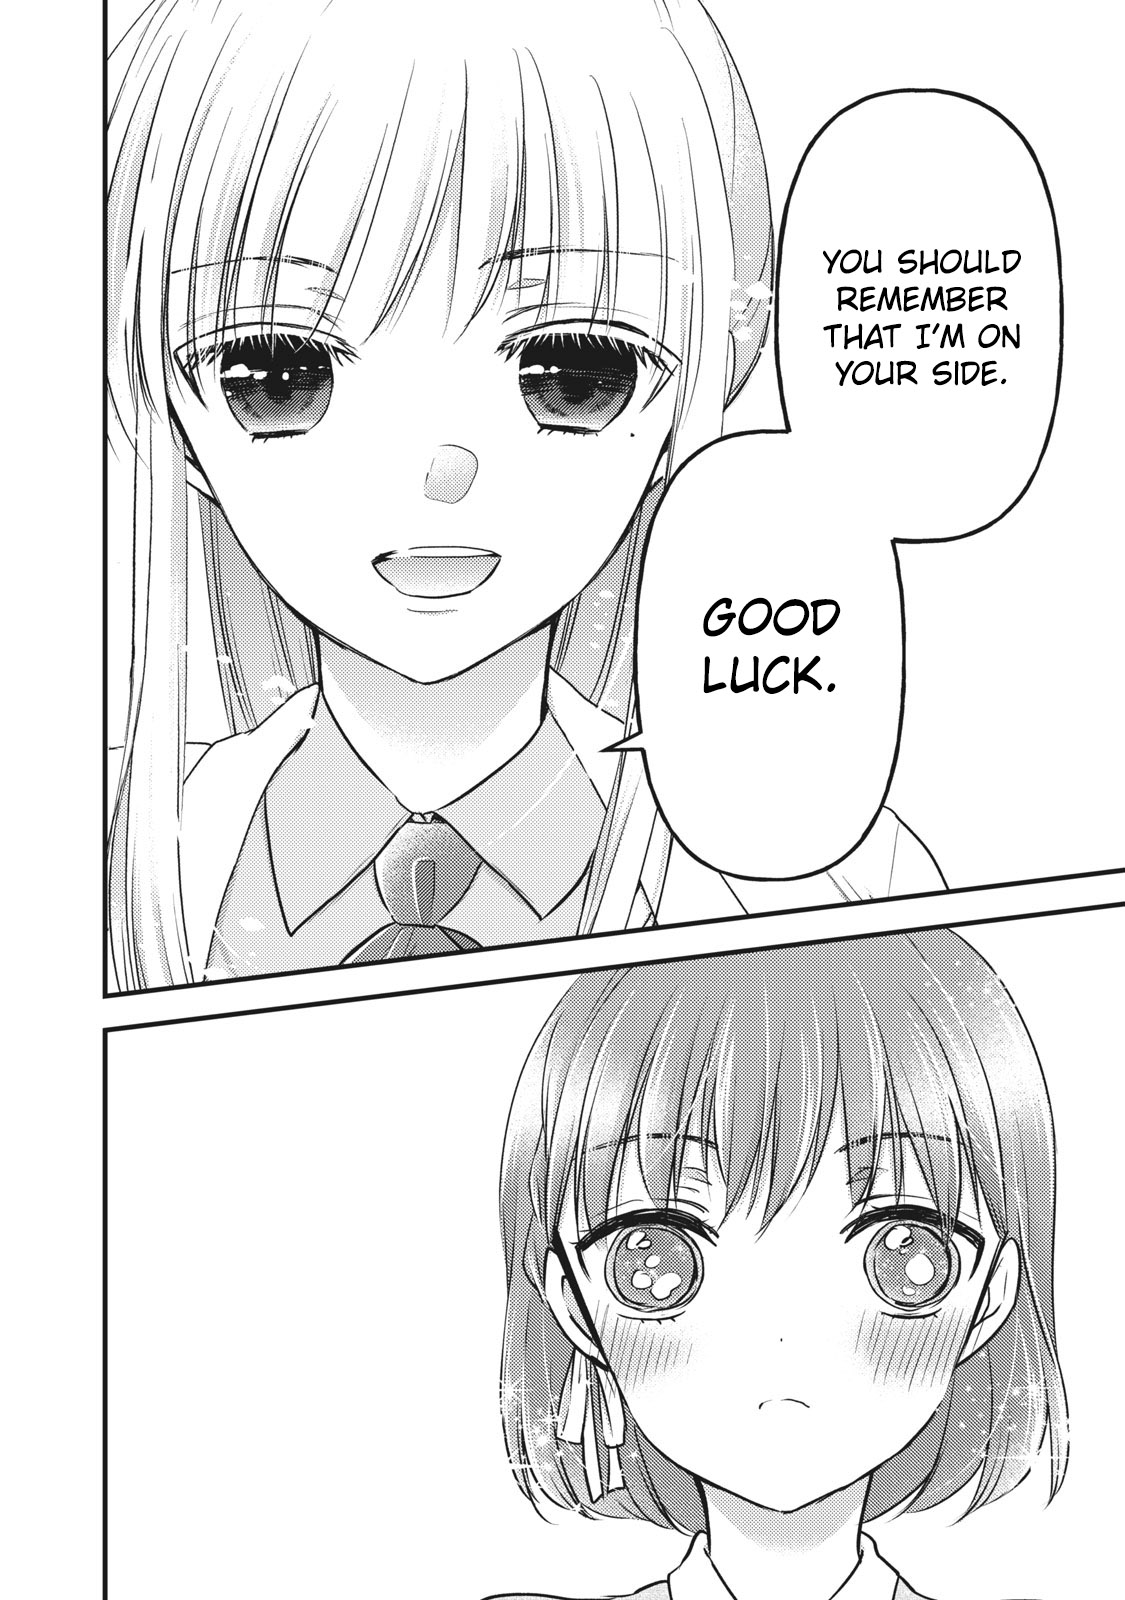 YOU SHOULD
REMEMBER
THAT I'M ON
YOUR SIDE.
GOOD
LUCK.